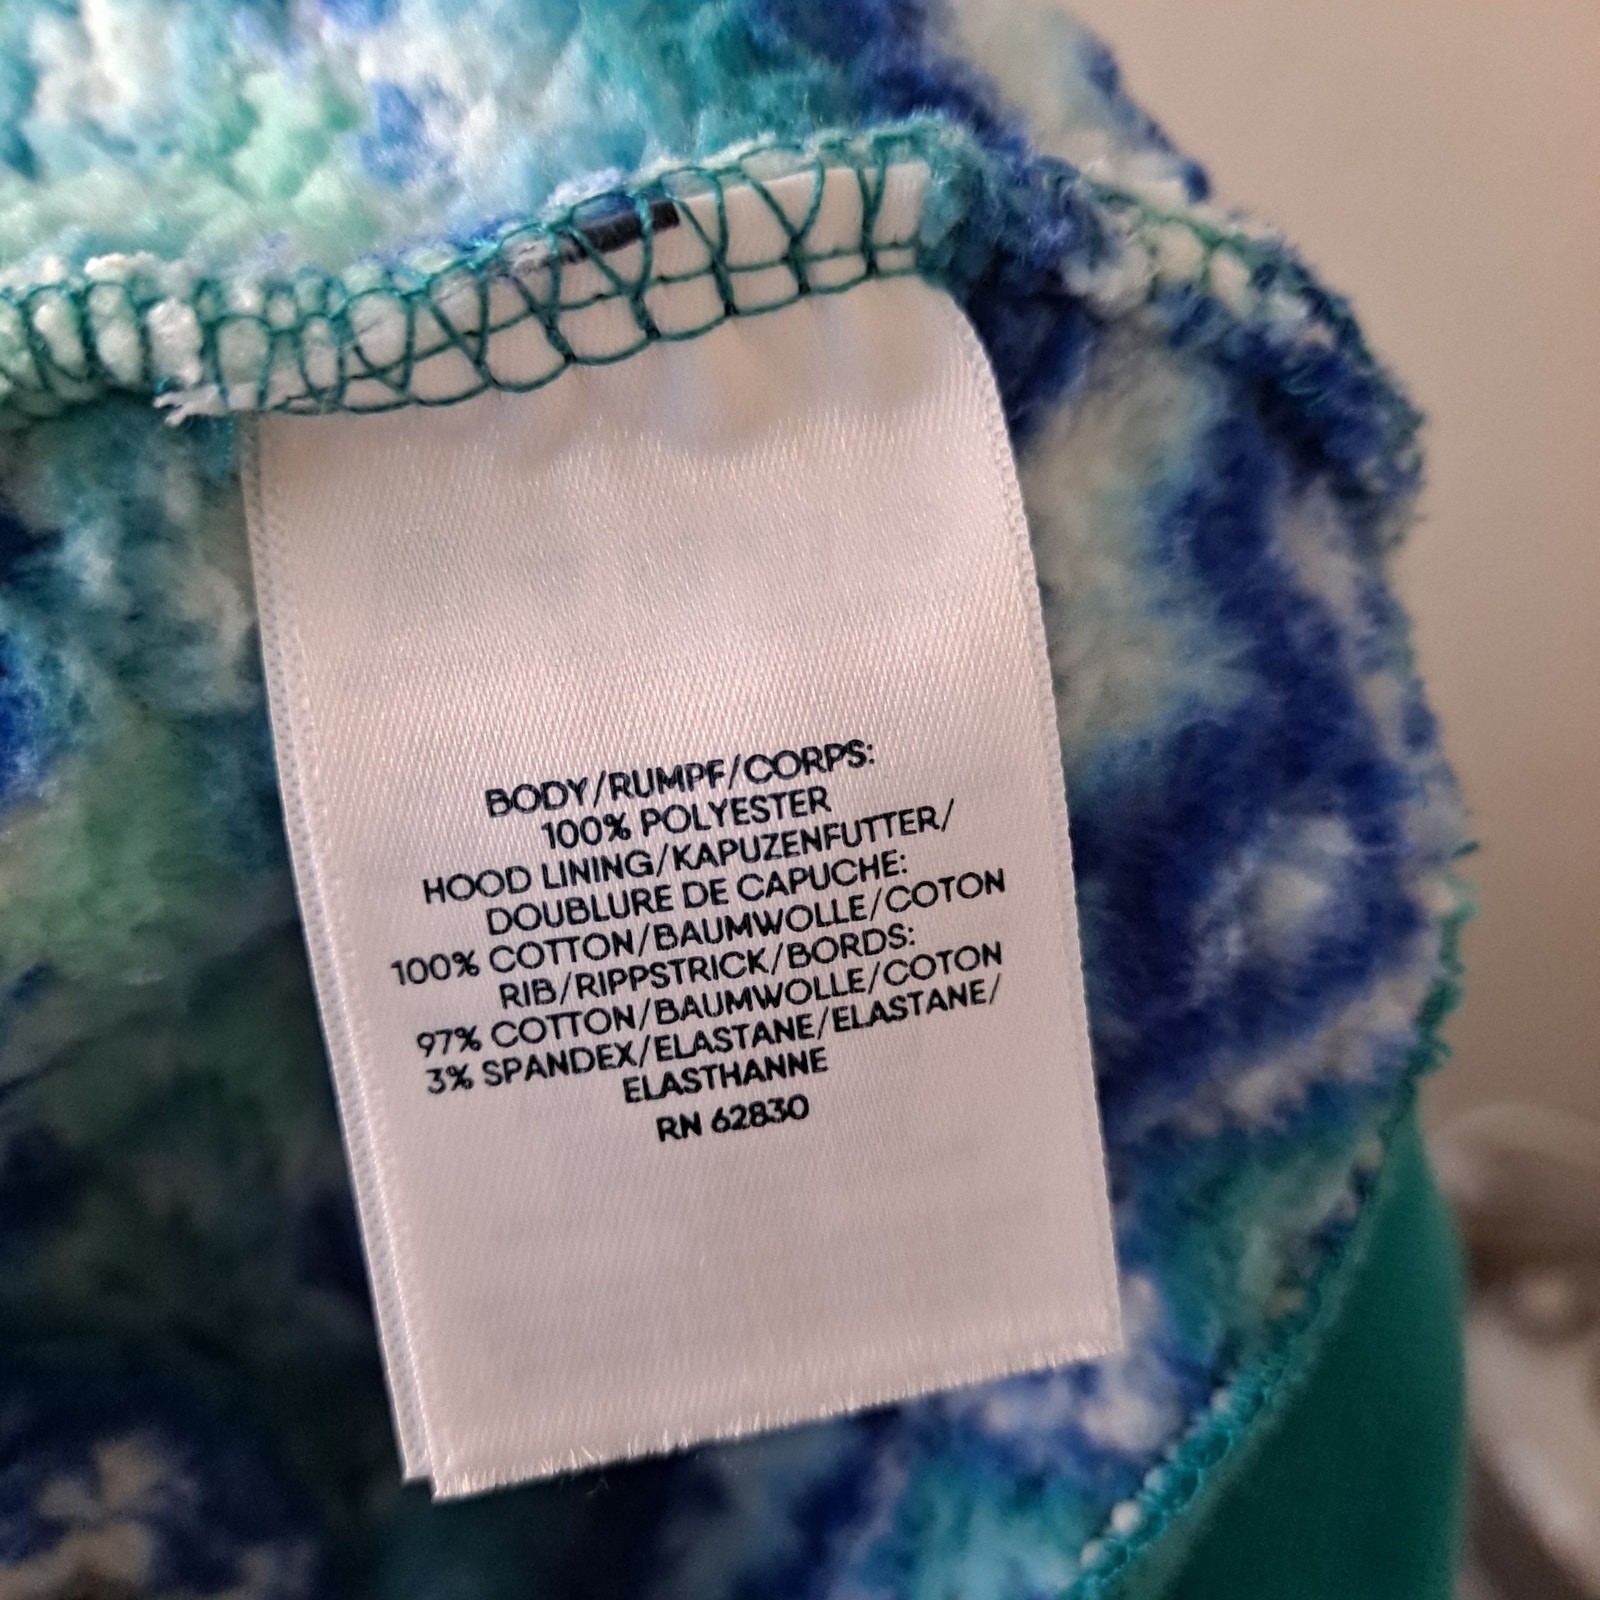 BODY/RUMPF/CORPS:
100% POLYESTER
HOOD LINING/KAPUZENFUTTER/
DOUBLURE DE CAPUCHE:
100% COTTON/BAUMWOLLE/COTON
RIB/RIPPSTRICK/BORDS:
97% COTTON/BAUMWOLLE/COTON
3% SPANDEX/ELASTANE/ELASTANE/
ELASTHANNE
RN 62830